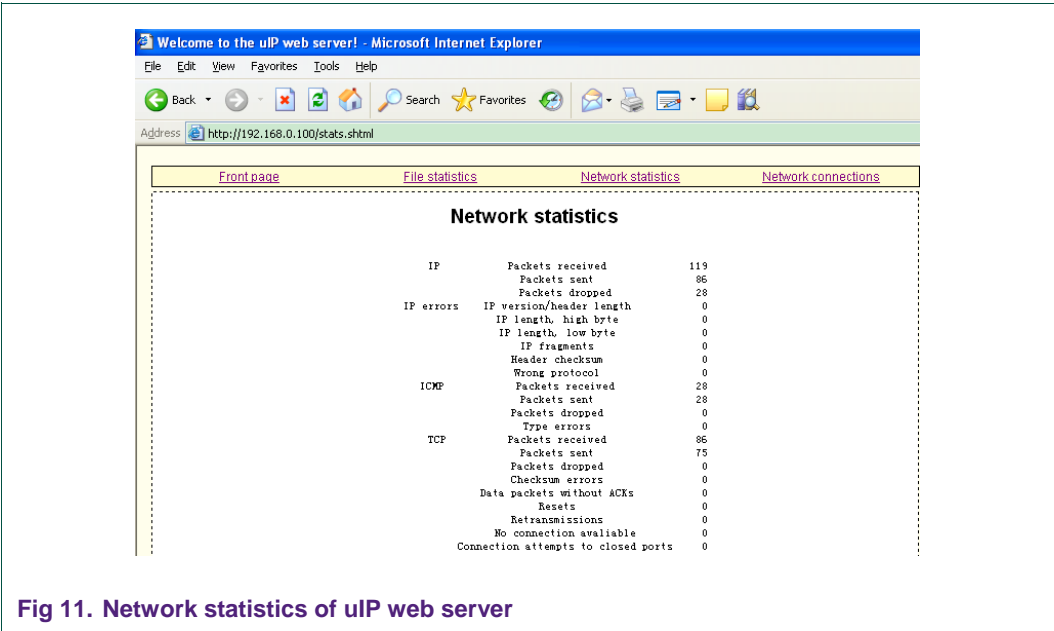 Welcome to the uIP web server! - Microsoft Internet Explorer
File Edit View Favorites Tools Help
Back Search Favorites
Address http://192.168.0.100/stats.shtml
Front page File statistics Network statistics Network connections
Network statistics
IP Packets received 119
Packets sent 86
Packets dropped 28
IP errors IP version/header length 0
IP length, high byte 0
IP length, low byte 0
IP fragments 0
Header checksum 0
Wrong protocol 0
ICMP Packets received 28
Packets sent 28
Packets dropped 0
Type errors 0
TCP Packets received 86
Packets sent 75
Packets dropped 0
Checksum errors 0
Data packets without ACKs 0
Resets 0
Retransmissions 0
No connection avaliable 0
Connection attempts to closed ports 0
Fig 11. Network statistics of uIP web server